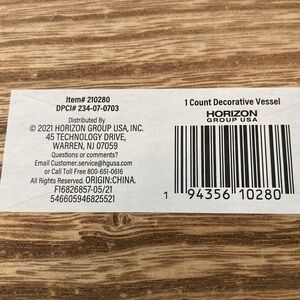 Item# 210280
DPCI# 234-07-0703
Distributed By
© 2021 HORIZON GROUP USA, INC.
45 TECHNOLOGY DRIVE,
WARREN, NJ 07059
Questions or comments?
Email Customer.service@hgusa.com
or Call Toll Free 800-651-0616
All Rights Reserved. ORIGIN:CHINA.
F16826857-05/21
546605946825521
1 Count Decorative Vessel
HORIZON
GROUP USA
1 94356 10280